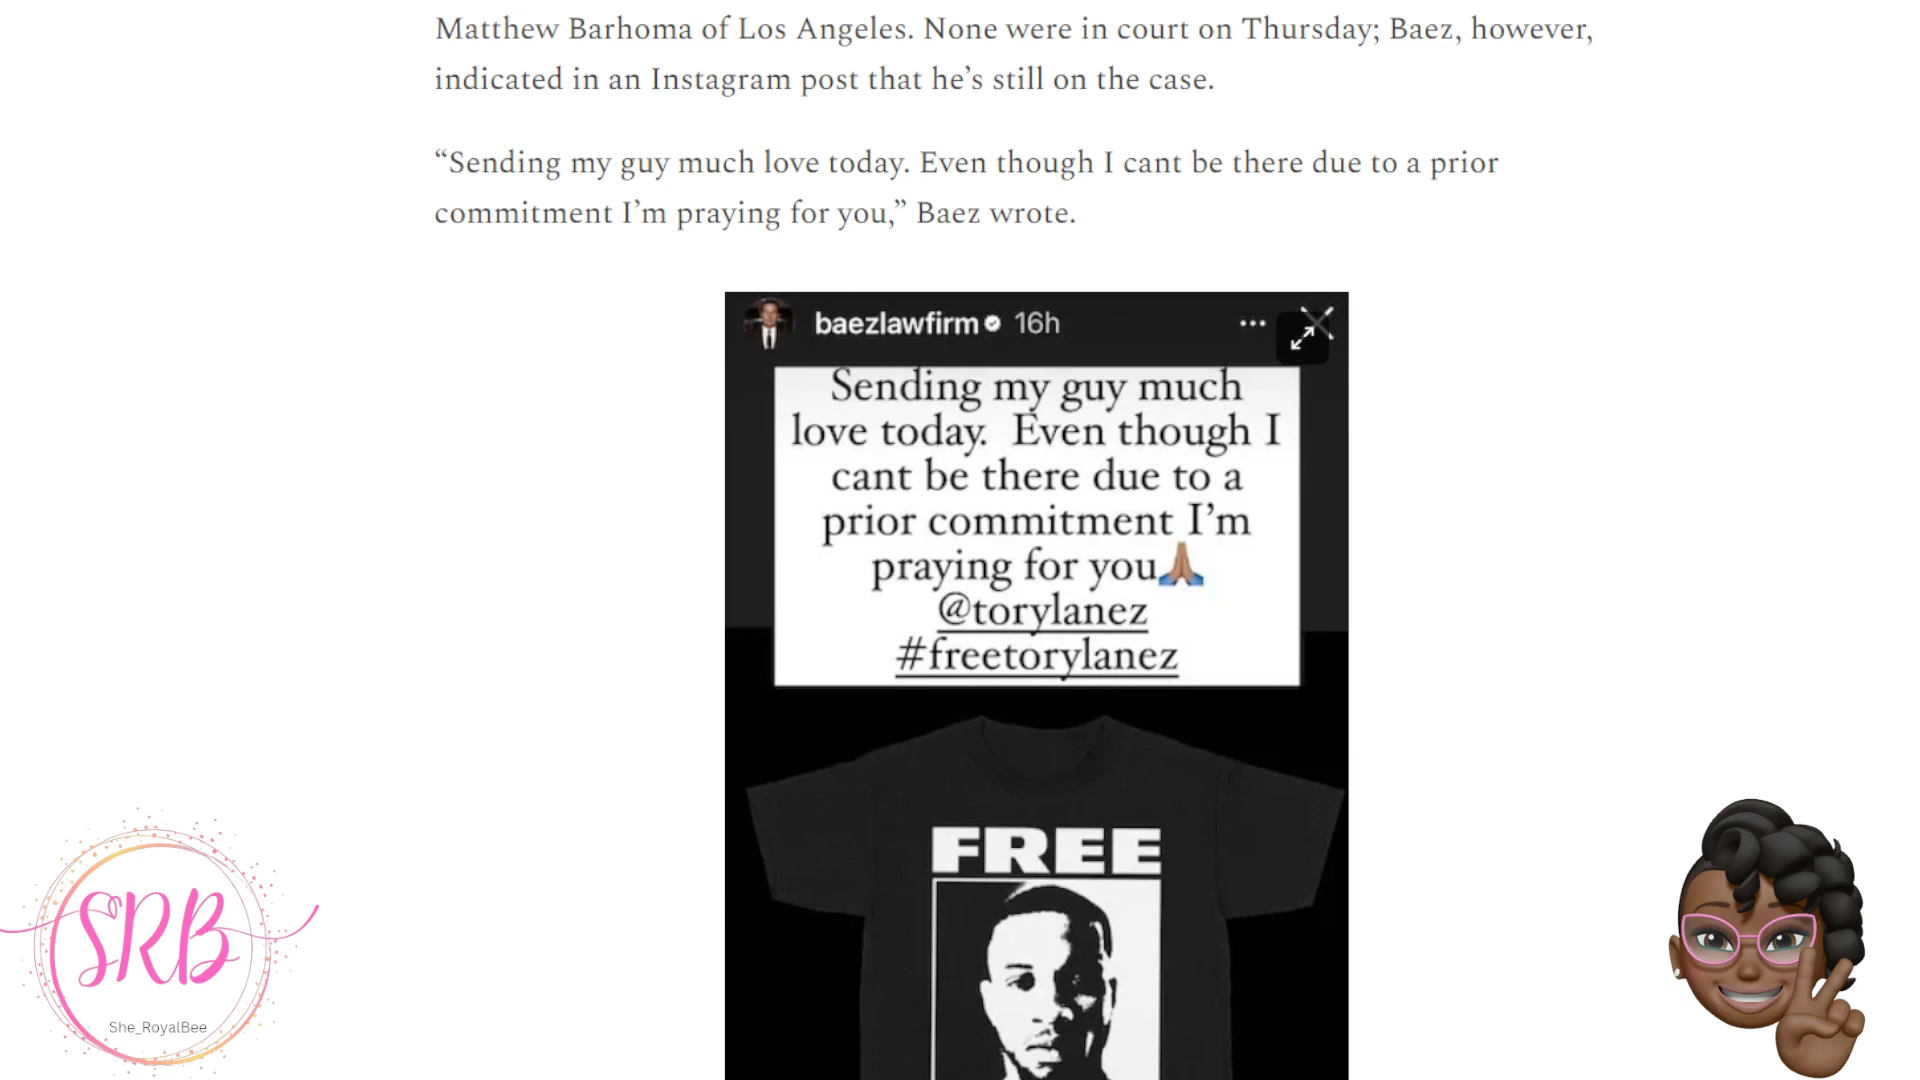 Matthew Barhoma of Los Angeles. None were in court on Thursday; Baez, however,
indicated in an Instagram post that he’s still on the case.
“Sending my guy much love today. Even though I cant be there due to a prior
commitment I’m praying for you,” Baez wrote.
baezlawfirm 16h
Sending my guy much
love today. Even though I
cant be there due to a
prior commitment I’m
praying for you🙏🏽
@torylanez
#freetorylanez
FREE
SRB
She_RoyalBee